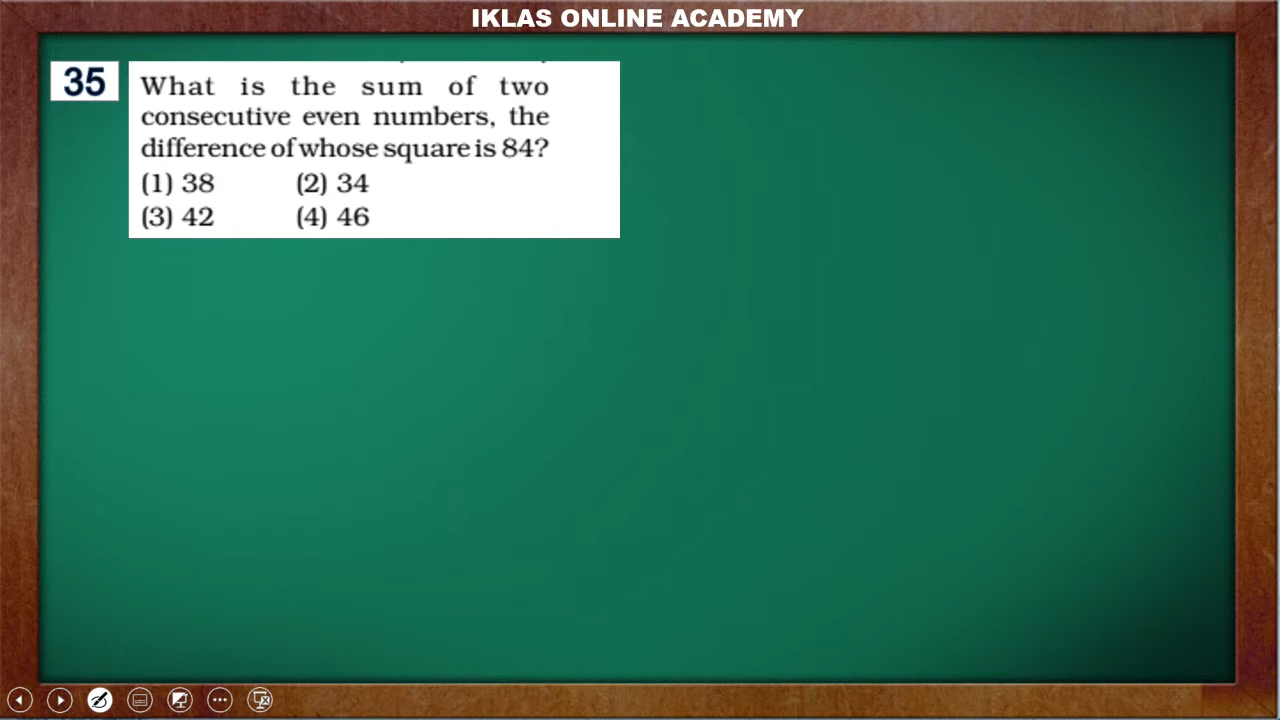 IKLAS ONLINE ACADEMY
35
What is the sum of two
consecutive even numbers, the
difference of whose square is 84?
(1) 38 (2) 34
(3) 42 (4) 46